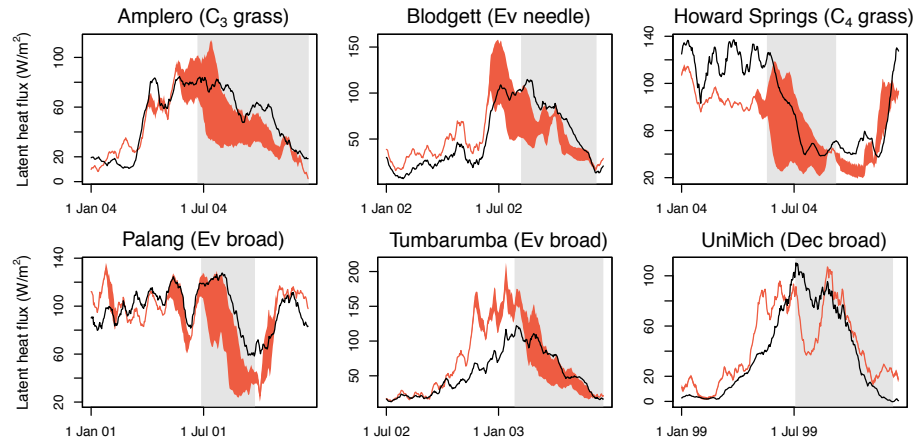 Amplero (C3 grass)
Blodgett (Ev needle)
Howard Springs (C4 grass)
Latent heat flux (W/m²)
100
60
20
0
150
100
50
140
100
80
60
40
20
1 Jan 04
1 Jul 04
1 Jan 02
1 Jul 02
1 Jan 04
1 Jul 04
Palang (Ev broad)
Tumbarumba (Ev broad)
UniMich (Dec broad)
Latent heat flux (W/m²)
140
100
60
20
200
150
100
50
100
80
60
40
20
0
1 Jan 01
1 Jul 01
1 Jul 02
1 Jan 03
1 Jan 99
1 Jul 99